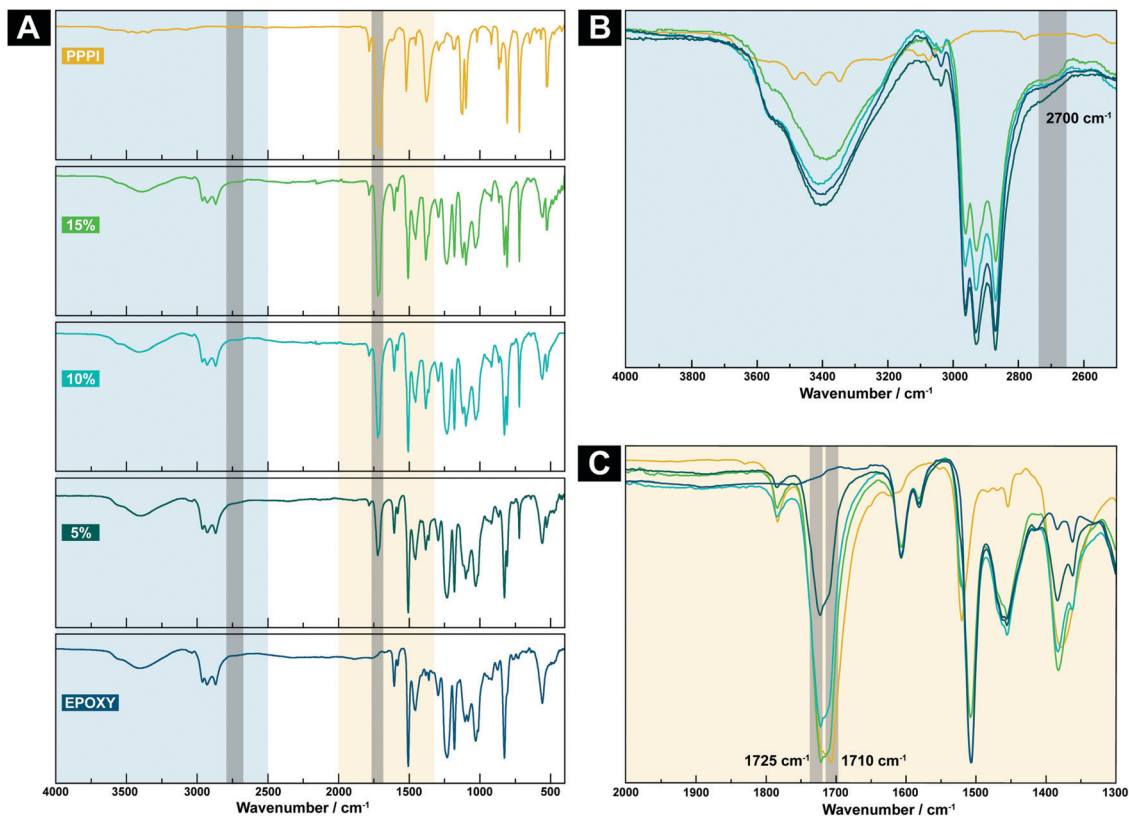 A
PPPI
15%
10%
5%
EPOXY
4000 3500 3000 2500 2000 1500 1000 500
Wavenumber / cm-1
B
2700 cm-1
4000 3800 3600 3400 3200 3000 2800 2600
Wavenumber / cm-1
C
1725 cm-1 1710 cm-1
2000 1900 1800 1700 1600 1500 1400 1300
Wavenumber / cm-1